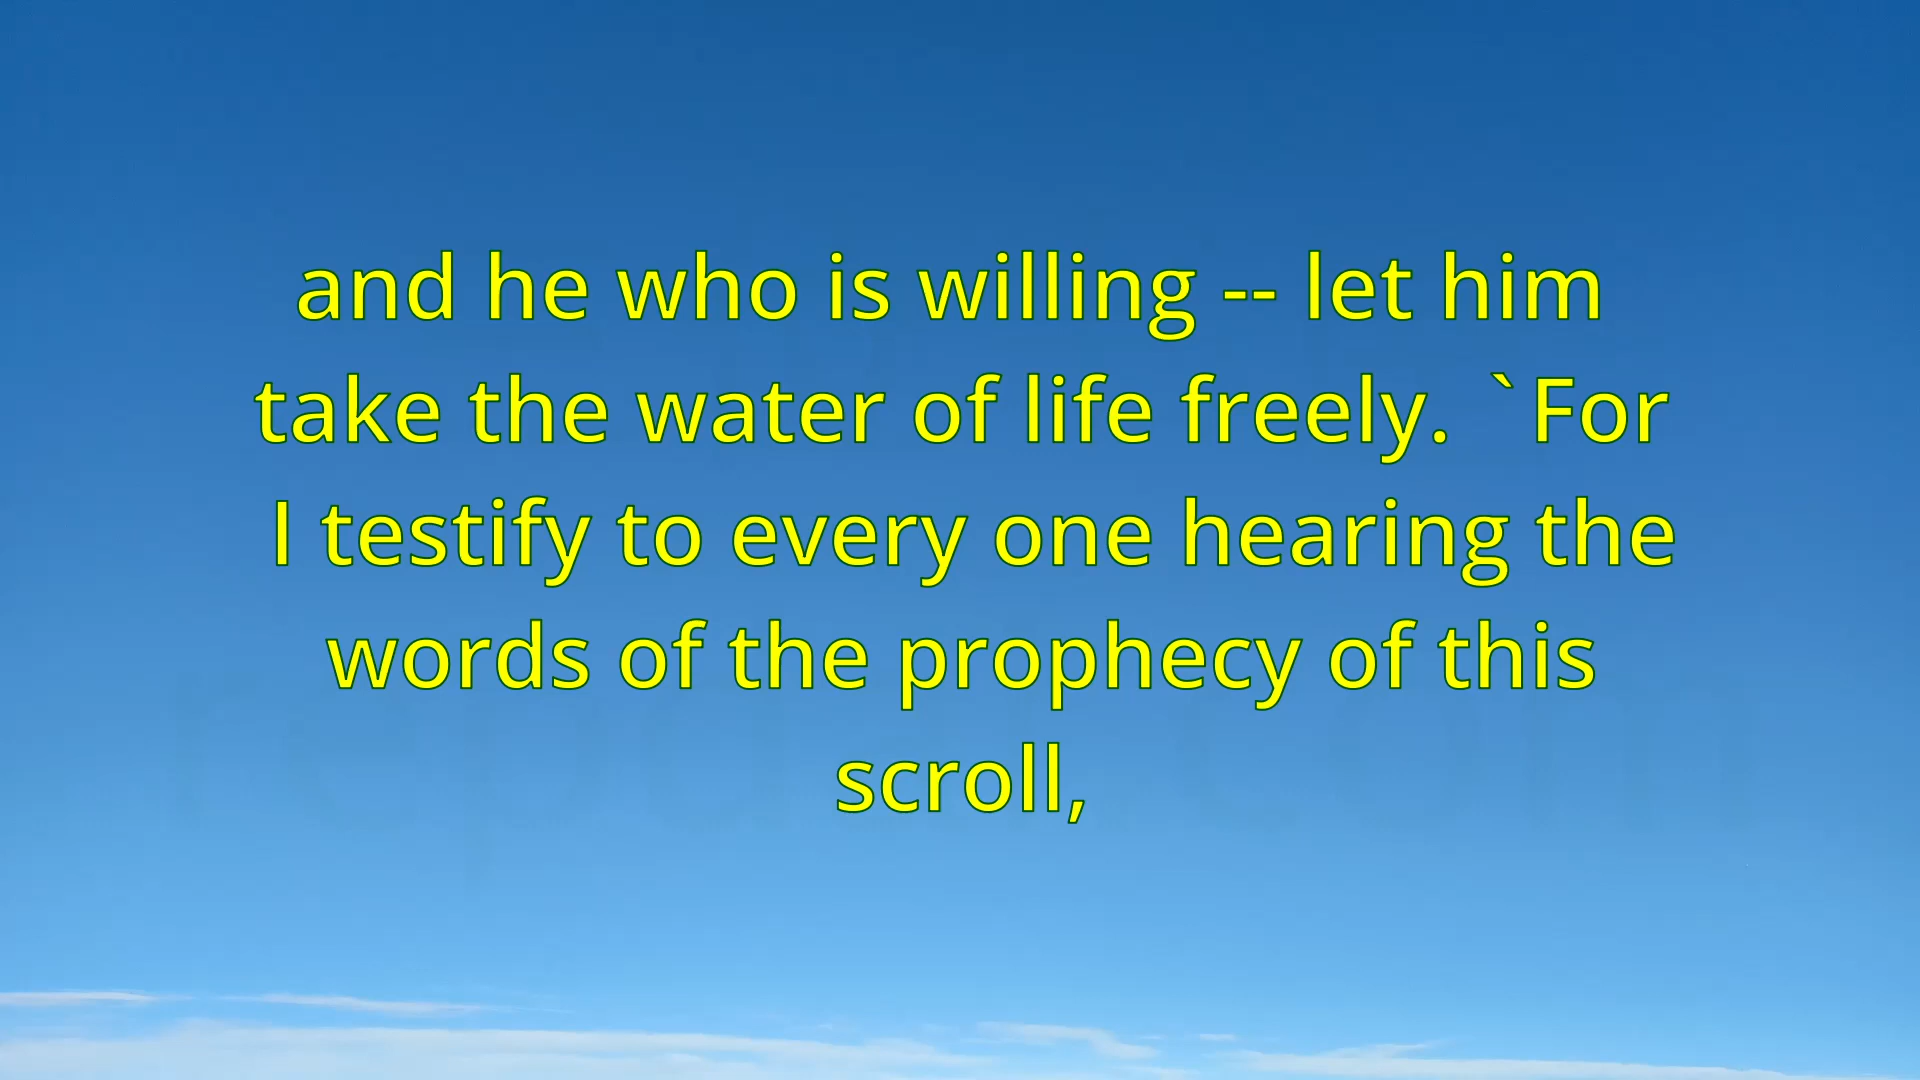 and he who is willing -- let him
take the water of life freely. `For
I testify to every one hearing the
words of the prophecy of this
scroll,